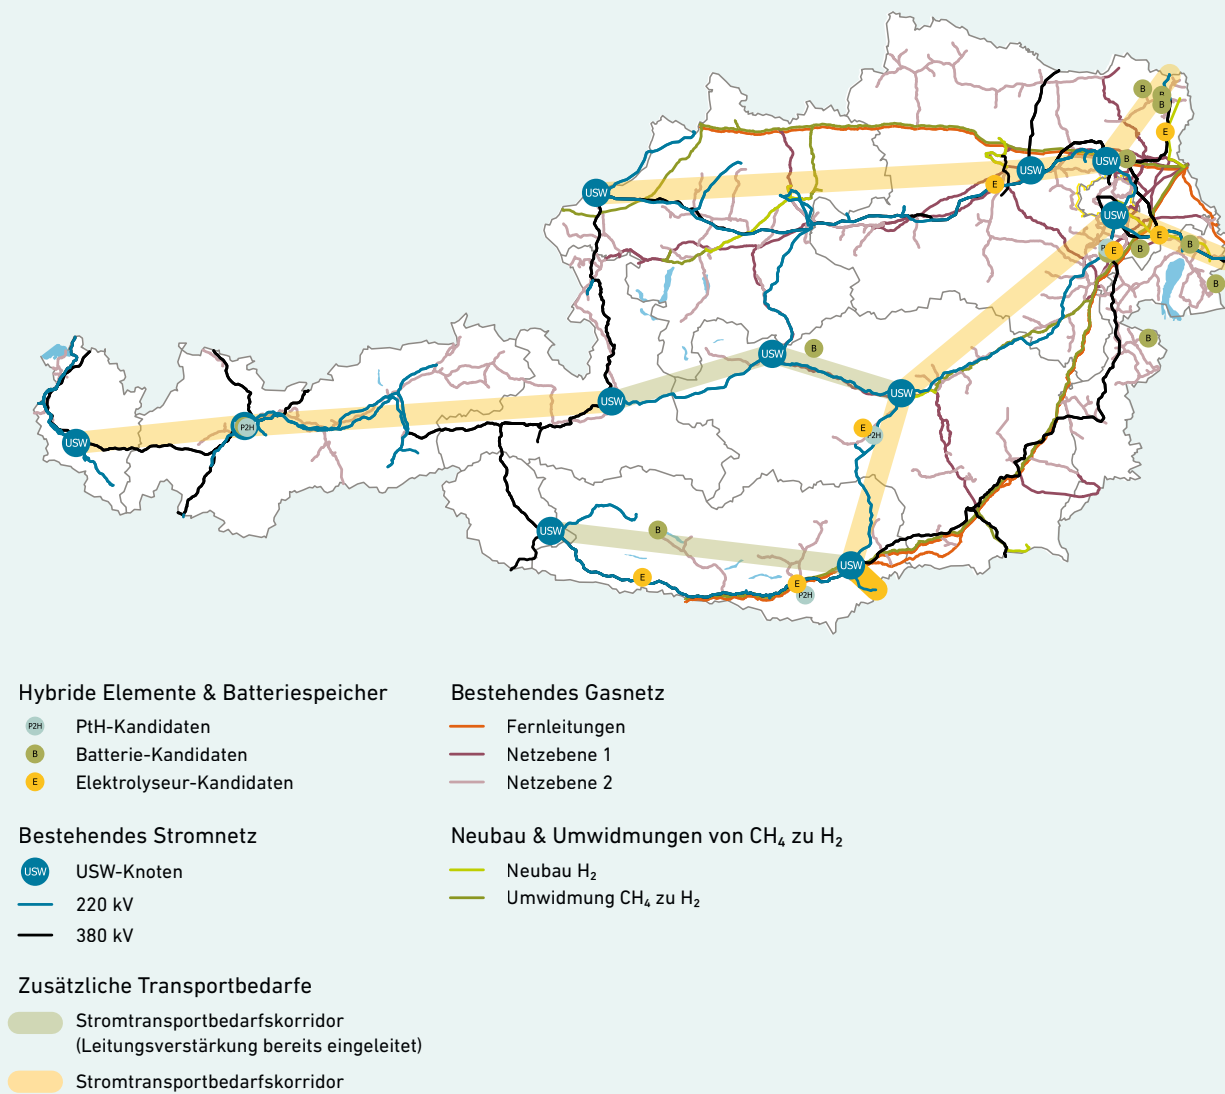 B
B
B
E
USW
B
USW
E
USW
USW
E
B
B
E
B
B
USW
B
USW
USW
E
P2H
P2H
USW
USW
B
USW
E
E
P2H
Hybride Elemente & Batteriespeicher
P2H PtH-Kandidaten
B Batterie-Kandidaten
E Elektrolyseur-Kandidaten
Bestehendes Gasnetz
Fernleitungen
Netzebene 1
Netzebene 2
Bestehendes Stromnetz
USW USW-Knoten
220 kV
380 kV
Neubau & Umwidmungen von CH₄ zu H₂
Neubau H₂
Umwidmung CH₄ zu H₂
Zusätzliche Transportbedarfe
Stromtransportbedarfskorridor
(Leitungsverstärkung bereits eingeleitet)
Stromtransportbedarfskorridor